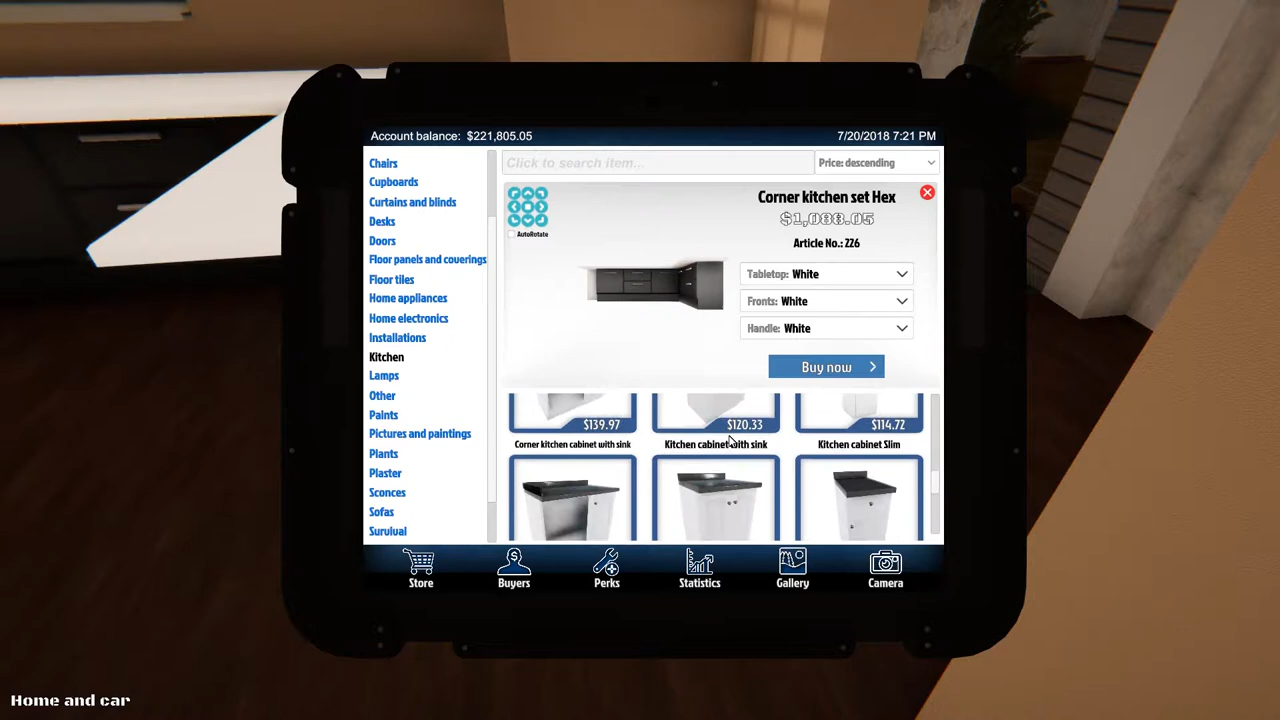 Account balance: $221,805.05
7/20/2018 7:21 PM
Chairs
Cupboards
Curtains and blinds
Desks
Doors
Floor panels and coverings
Floor tiles
Home appliances
Home electronics
Installations
Kitchen
Lamps
Other
Paints
Pictures and paintings
Plants
Plaster
Sconces
Sofas
Survival
Click to search item...
Price: descending
AutoRotate
Corner kitchen set Hex
$1,088.05
Article No.: 226
Tabletop: White
Fronts: White
Handle: White
Buy now
$139.97
$120.33
$114.72
Corner kitchen cabinet with sink
Kitchen cabinet with sink
Kitchen cabinet Slim
Store
Buyers
Perks
Statistics
Gallery
Camera
Home and car